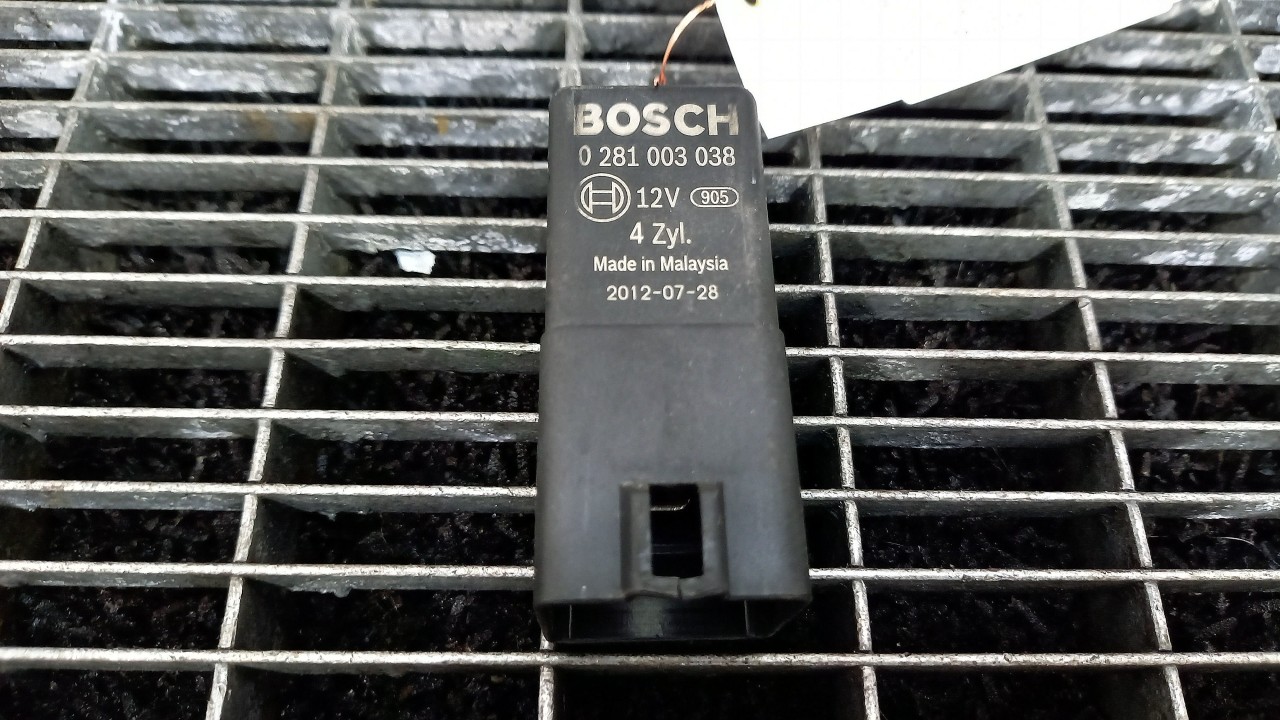 BOSCH
0 281 003 038
12V 905
4 Zyl.
Made in Malaysia
2012-07-28